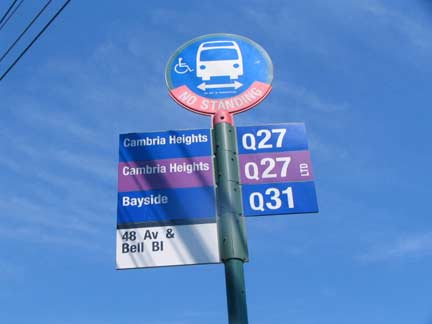 NO STANDING
Cambria Heights Q27
Cambria Heights Q27 LTD
Bayside Q31
48 Av &
Bell Bl